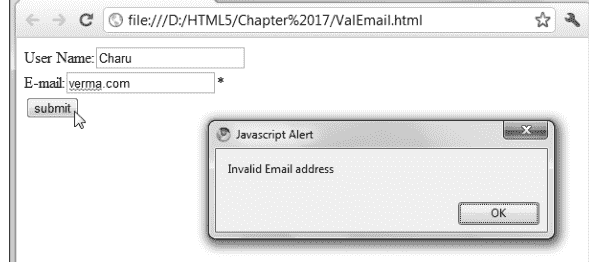 file:///D:/HTML5/Chapter%2017/ValEmail.html
User Name: Charu
E-mail: verma.com *
submit
Javascript Alert
Invalid Email address
OK